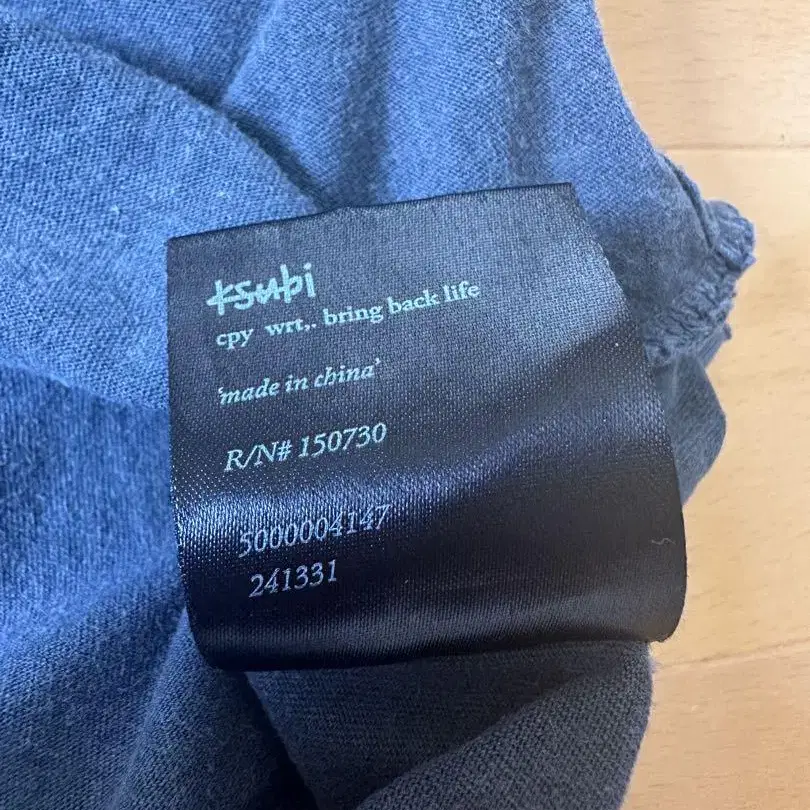 ksubi
cpy wrt,. bring back life
'made in china'
R/N# 150730
5000004147
241331